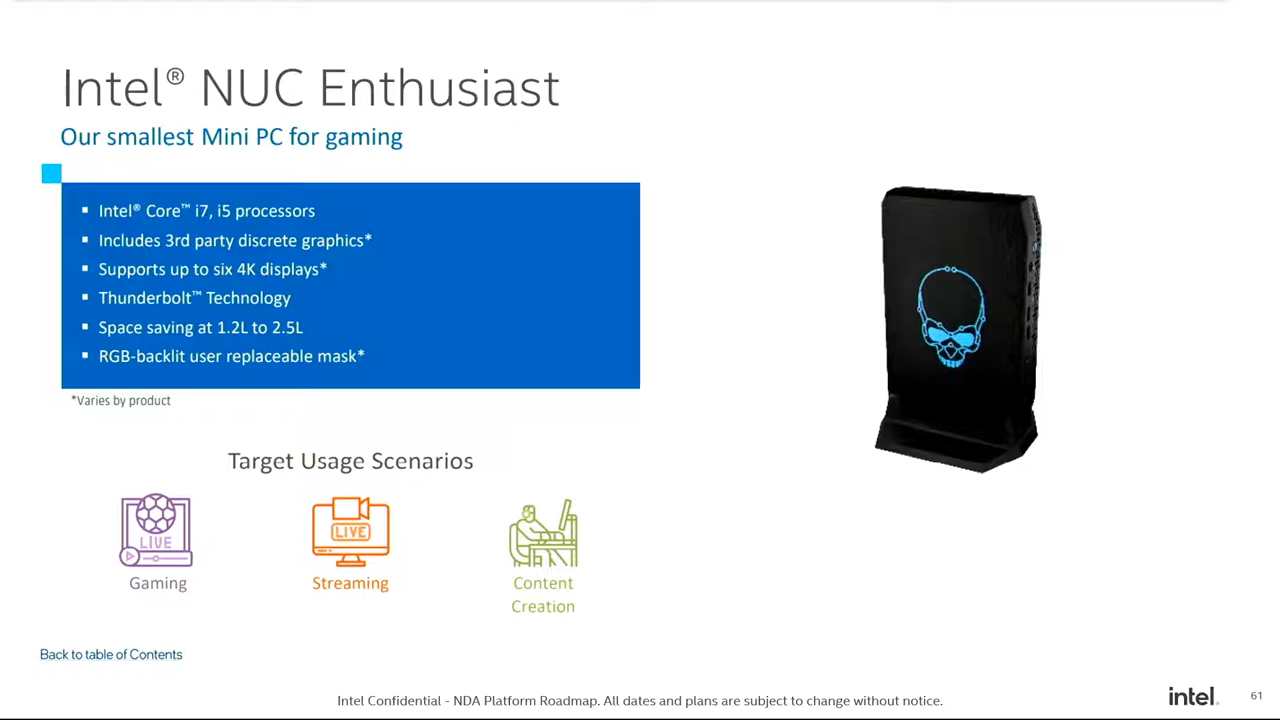 Intel® NUC Enthusiast
Our smallest Mini PC for gaming
▪ Intel® Core™ i7, i5 processors
▪ Includes 3rd party discrete graphics*
▪ Supports up to six 4K displays*
▪ Thunderbolt™ Technology
▪ Space saving at 1.2L to 2.5L
▪ RGB-backlit user replaceable mask*
*Varies by product
Target Usage Scenarios
LIVE
Gaming
LIVE
Streaming
Content
Creation
Back to table of Contents
Intel Confidential - NDA Platform Roadmap. All dates and plans are subject to change without notice.
intel.
61